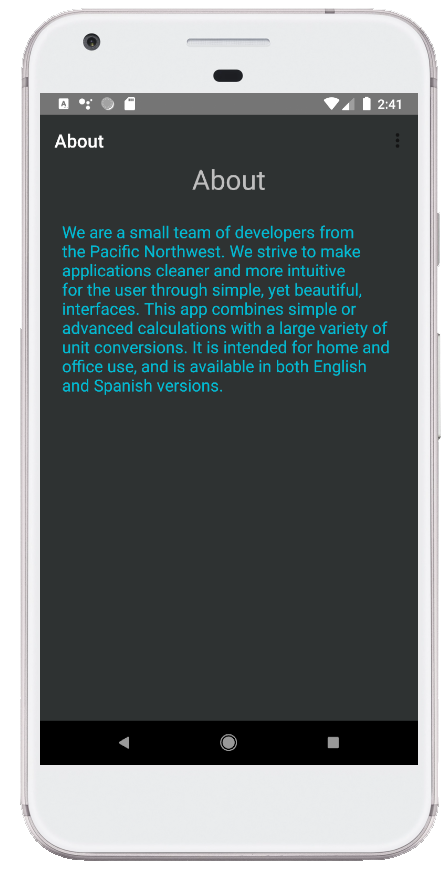 2:41
About
About
We are a small team of developers from
the Pacific Northwest. We strive to make
applications cleaner and more intuitive
for the user through simple, yet beautiful,
interfaces. This app combines simple or
advanced calculations with a large variety of
unit conversions. It is intended for home and
office use, and is available in both English
and Spanish versions.